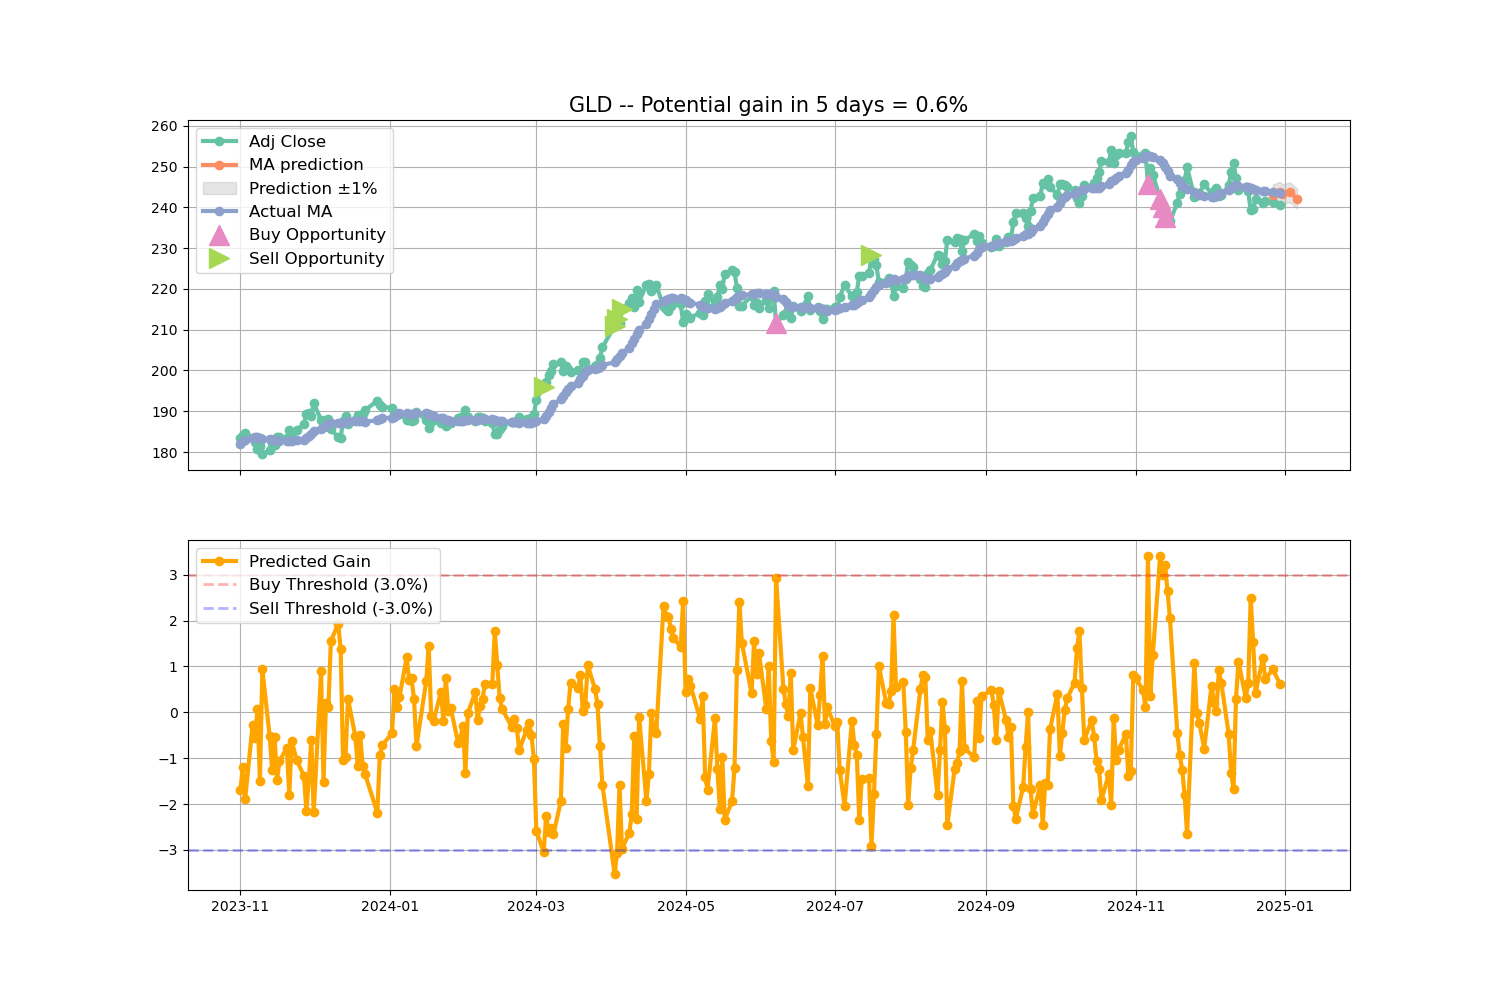 GLD -- Potential gain in 5 days = 0.6%
260
250
240
230
220
210
200
190
180
Adj Close
MA prediction
Prediction ±1%
Actual MA
Buy Opportunity
Sell Opportunity
3
2
1
0
−1
−2
−3
Predicted Gain
Buy Threshold (3.0%)
Sell Threshold (-3.0%)
2023-11 2024-01 2024-03 2024-05 2024-07 2024-09 2024-11 2025-01